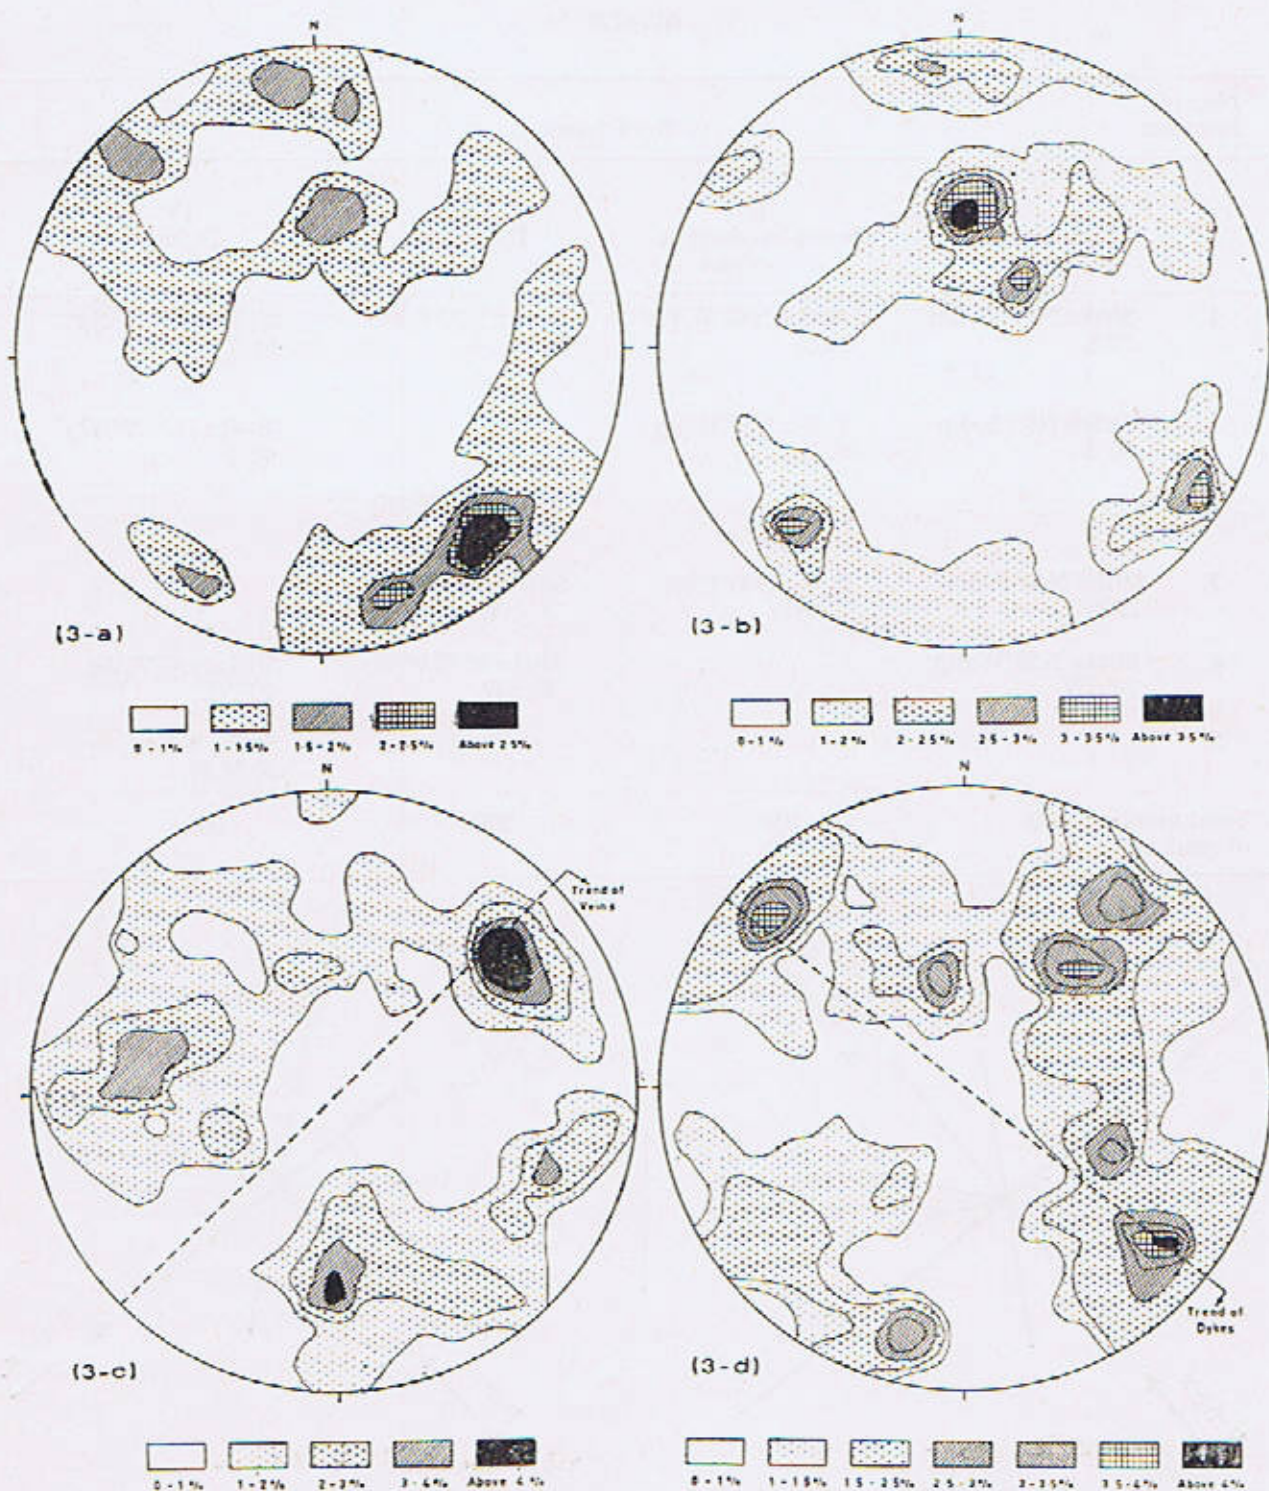 N
N
(3-a)
(3-b)
0-1%
1-1·5%
1·5-2%
2-2·5%
Above 2·5%
0-1%
1-2%
2-2·5%
2·5-3%
3-3·5%
Above 3·5%
N
N
Trend of
Veins
Trend of
Dykes
(3-c)
(3-d)
0-1%
1-2%
2-3%
3-4%
Above 4%
0-1%
1-1·5%
1·5-2·5%
2·5-3%
3-3·5%
3·5-4%
Above 4%